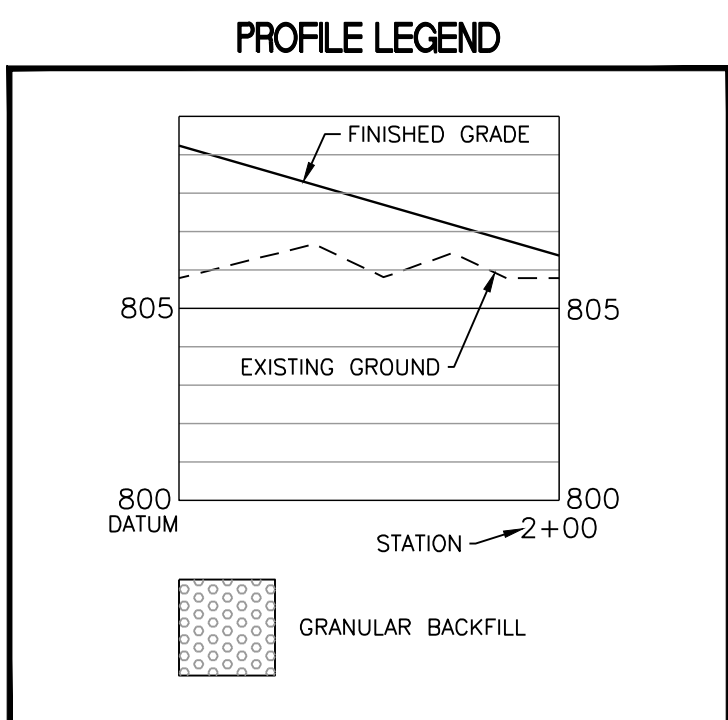 PROFILE LEGEND
FINISHED GRADE
805
805
EXISTING GROUND
800
800
DATUM
2+00
STATION
GRANULAR BACKFILL